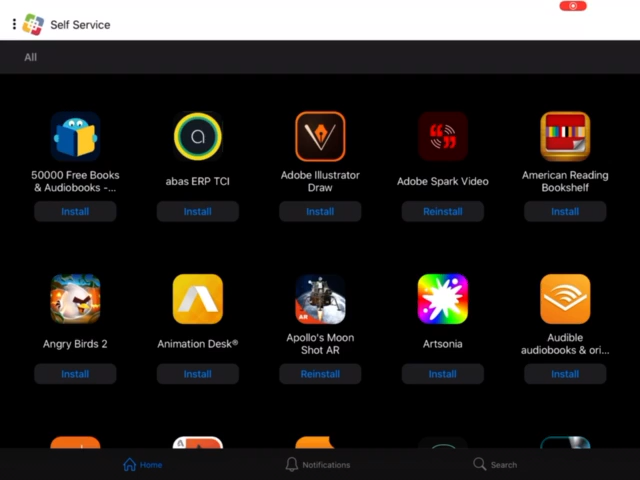 Self Service
All
50000 Free Books
& Audiobooks -...
abas ERP TCI
Adobe Illustrator
Draw
Adobe Spark Video
American Reading
Bookshelf
Install
Install
Install
Reinstall
Install
AR
Angry Birds 2
Animation Desk®
Apollo's Moon
Shot AR
Artsonia
Audible
audiobooks & ori...
Install
Install
Reinstall
Install
Install
Home
Notifications
Search